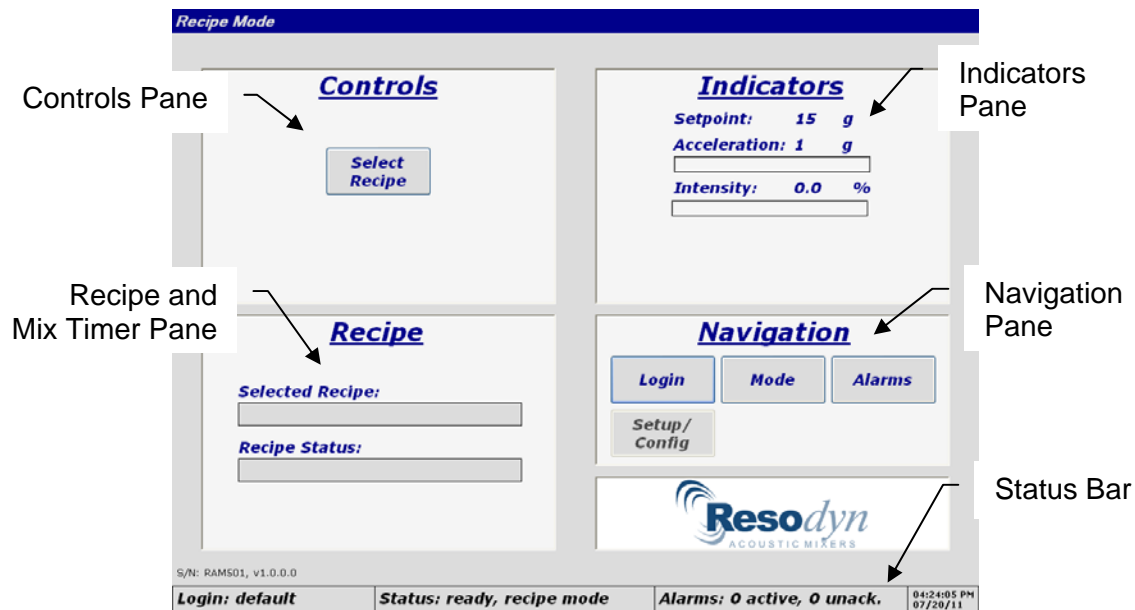 Recipe Mode
Controls Pane
Controls
Select
Recipe
Indicators
Setpoint: 15 g
Acceleration: 1 g
Intensity: 0.0 %
Indicators
Pane
Recipe and
Mix Timer Pane
Recipe
Selected Recipe:
Recipe Status:
Navigation
Login Mode Alarms
Setup/
Config
Navigation
Pane
Resodyn
ACOUSTIC MIXERS
Status Bar
S/N: RAMS01, v1.0.0.0
Login: default Status: ready, recipe mode Alarms: 0 active, 0 unack. 04:24:05 PM
07/20/11